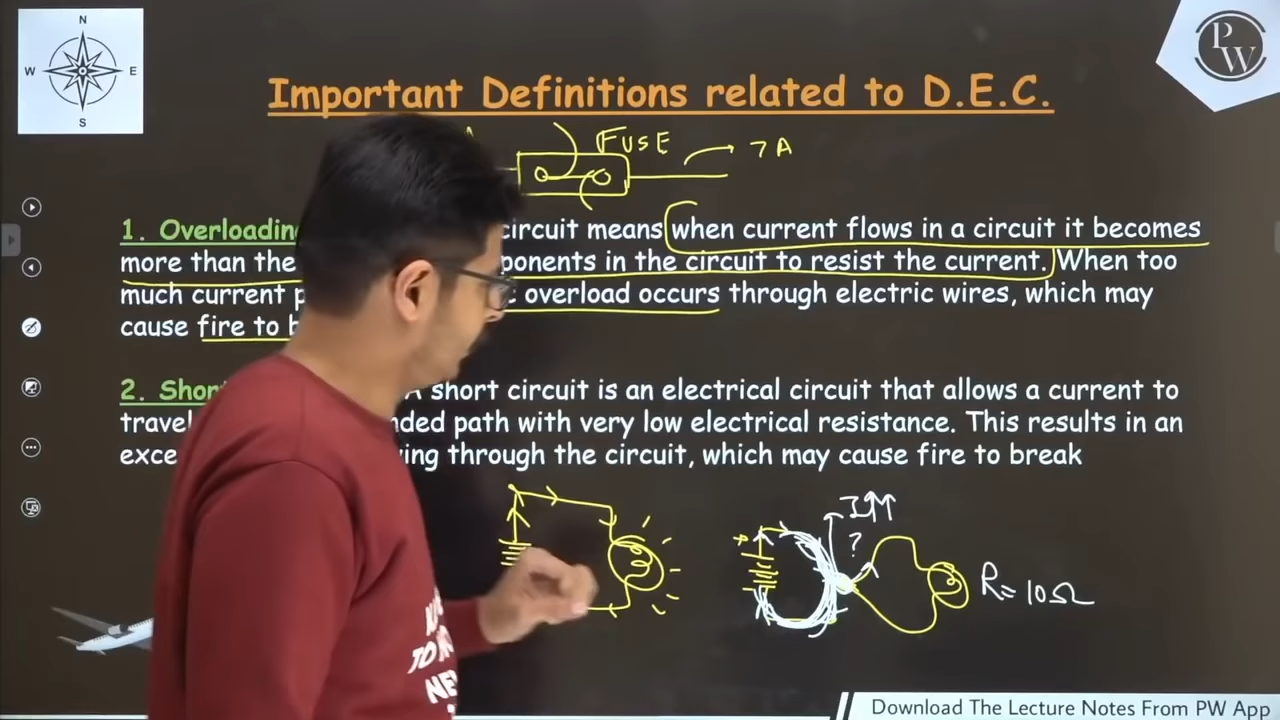 N
W E
S
PW
Important Definitions related to D.E.C.
FUSE 7 A
1. Overloadin circuit means when current flows in a circuit it becomes
more than the ponents in the circuit to resist the current. When too
much current p overload occurs through electric wires, which may
cause fire to b
2. Shor A short circuit is an electrical circuit that allows a current to
travel nded path with very low electrical resistance. This results in an
exce ing through the circuit, which may cause fire to break
I↑↑
?
R = 10Ω
NE
Download The Lecture Notes From PW App